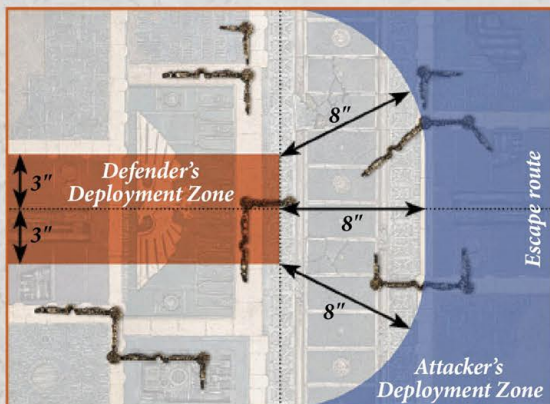 8"
3"
Defender's
Deployment Zone
8"
3"
8"
Escape route
Attacker's
Deployment Zone